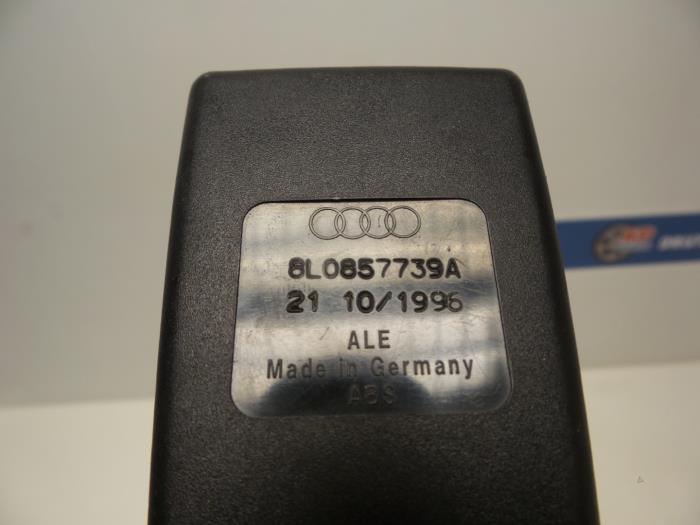 8L0857739A
21 10/1996
ALE
Made in Germany
ABS